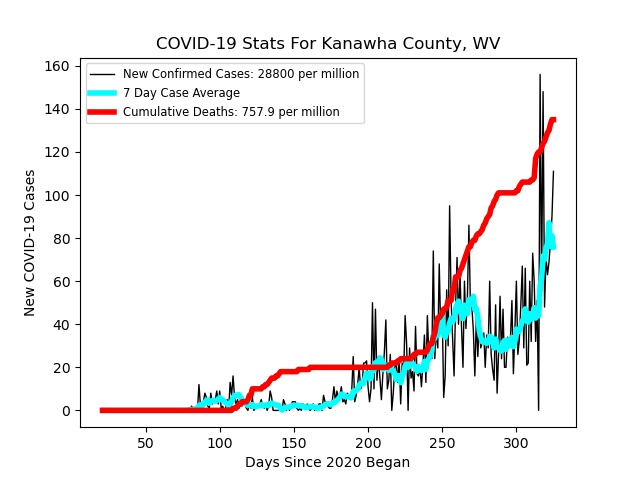 COVID-19 Stats For Kanawha County, WV
New Confirmed Cases: 28800 per million
7 Day Case Average
Cumulative Deaths: 757.9 per million
New COVID-19 Cases
160
140
120
100
80
60
40
20
0
50
100
150
200
250
300
Days Since 2020 Began